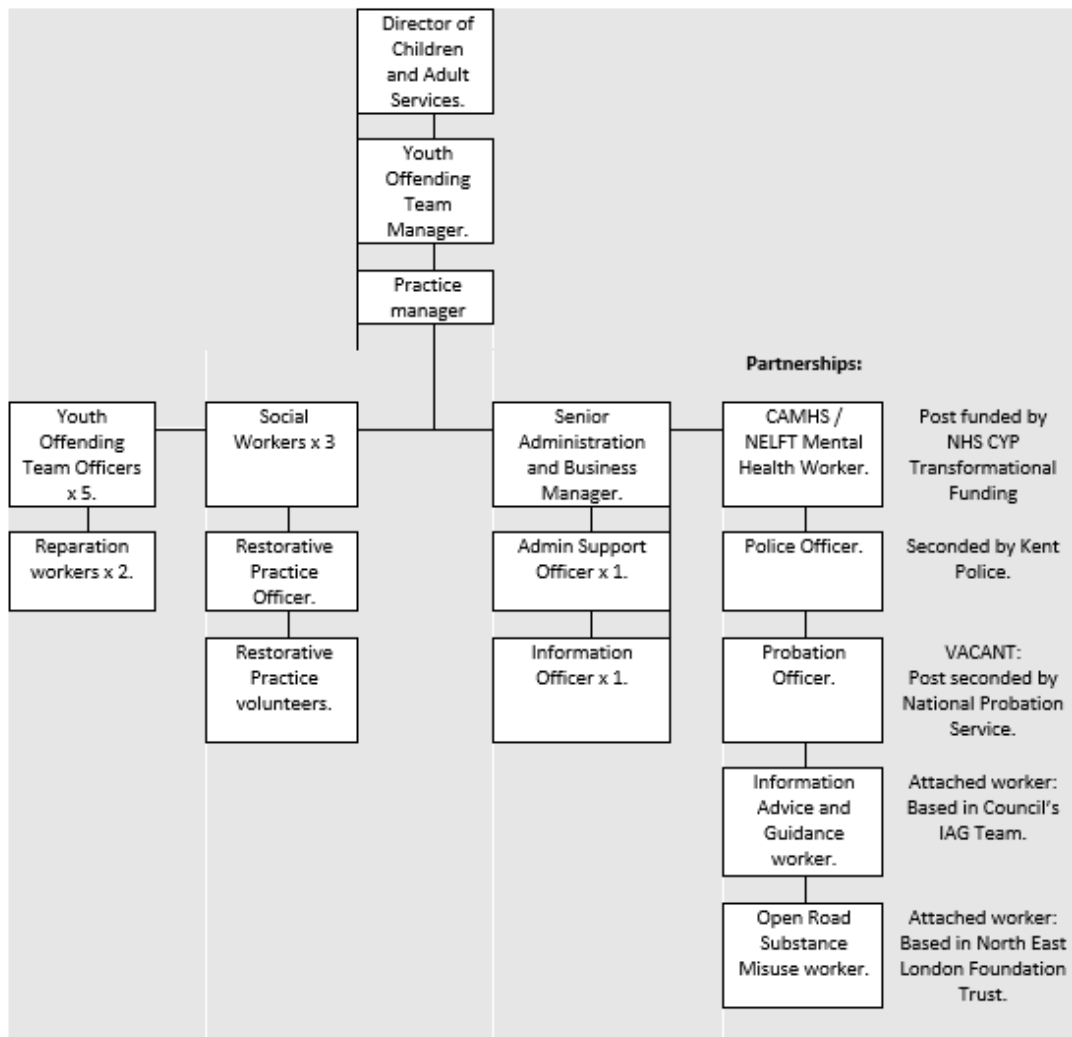 Director of
Children
and Adult
Services.
Youth
Offending
Team
Manager.
Practice
manager
Partnerships:
Youth
Offending
Team Officers
x 5.
Social
Workers x 3
Senior
Administration
and Business
Manager.
CAMHS /
NELFT Mental
Health Worker.
Post funded by
NHS CYP
Transformational
Funding
Reparation
workers x 2.
Restorative
Practice
Officer.
Admin Support
Officer x 1.
Police Officer.
Seconded by Kent
Police.
Restorative
Practice
volunteers.
Information
Officer x 1.
Probation
Officer.
VACANT:
Post seconded by
National Probation
Service.
Information
Advice and
Guidance
worker.
Attached worker:
Based in Council's
IAG Team.
Open Road
Substance
Misuse worker.
Attached worker:
Based in North East
London Foundation
Trust.